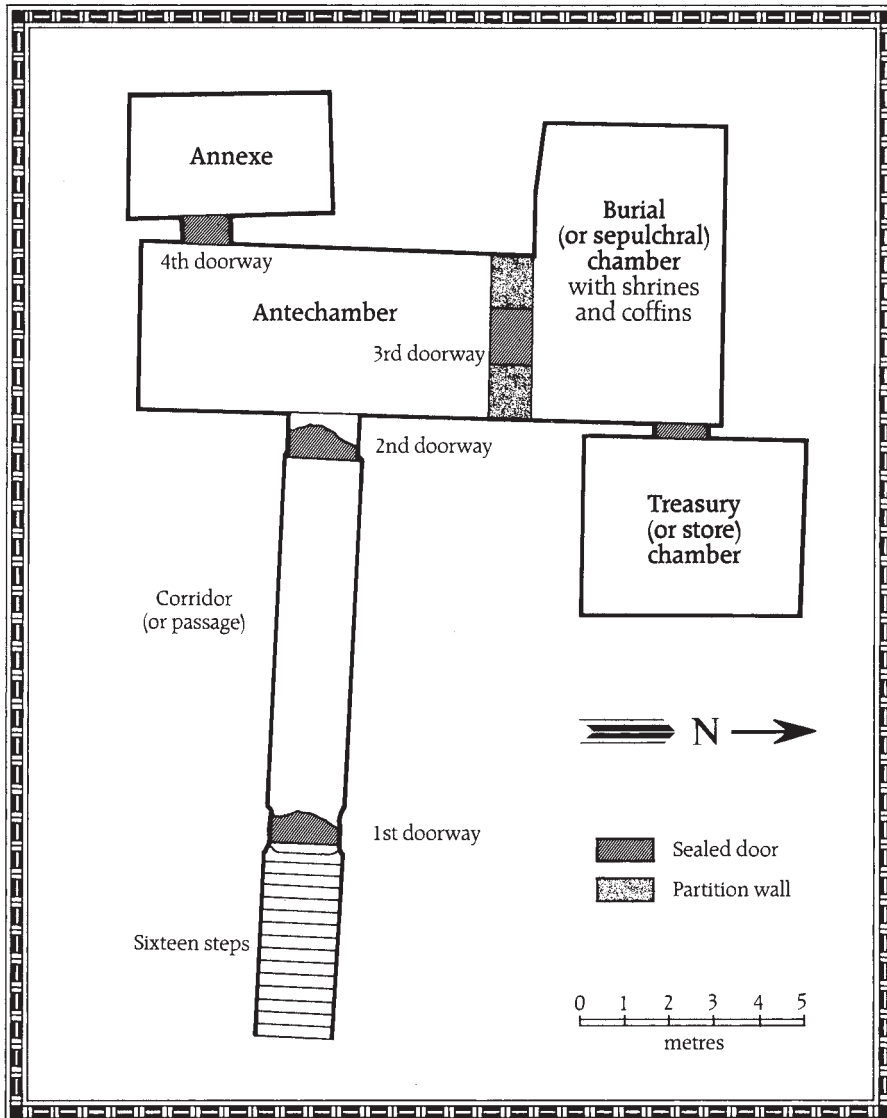 Annexe
Burial
(or sepulchral)
chamber
with shrines
and coffins
4th doorway
Antechamber
3rd doorway
2nd doorway
Treasury
(or store)
chamber
Corridor
(or passage)
N
1st doorway
Sealed door
Partition wall
Sixteen steps
0 1 2 3 4 5
metres